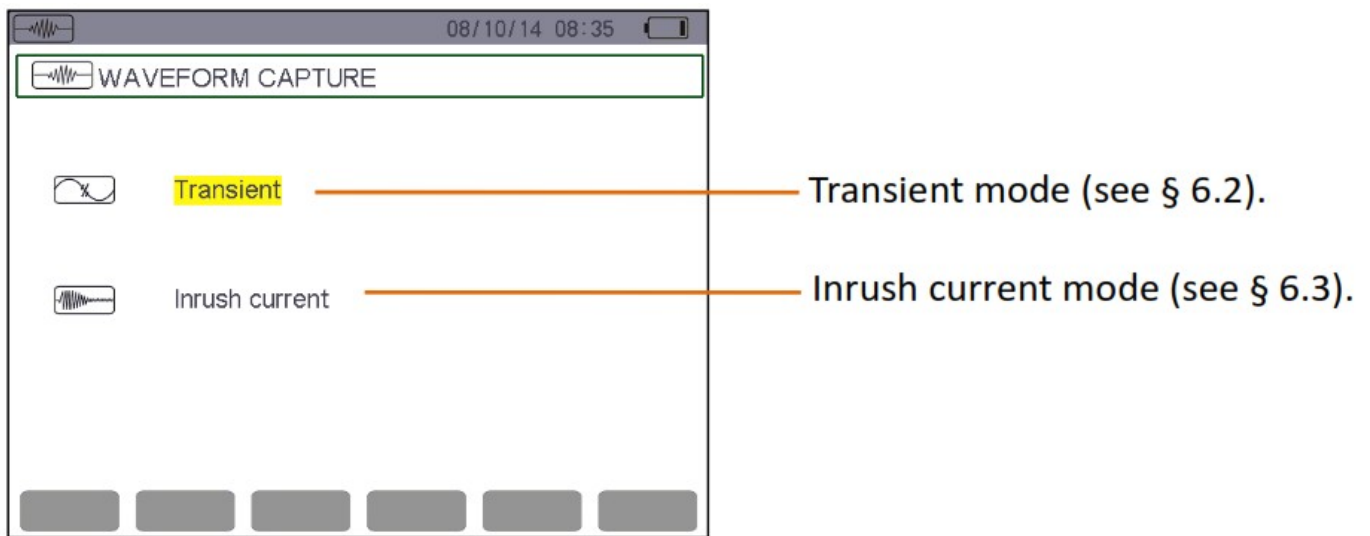 08/10/14 08:35
WAVEFORM CAPTURE
Transient
Transient mode (see § 6.2).
Inrush current
Inrush current mode (see § 6.3).